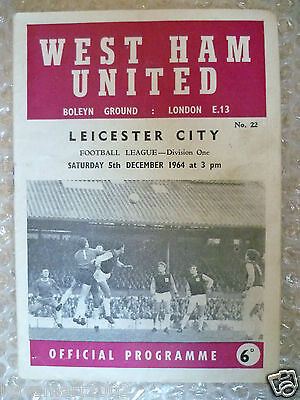 WEST HAM
UNITED
BOLEYN GROUND : LONDON E.13
No. 22
LEICESTER CITY
FOOTBALL LEAGUE—Division One
SATURDAY 5th DECEMBER 1964 at 3 pm
OFFICIAL PROGRAMME
6D